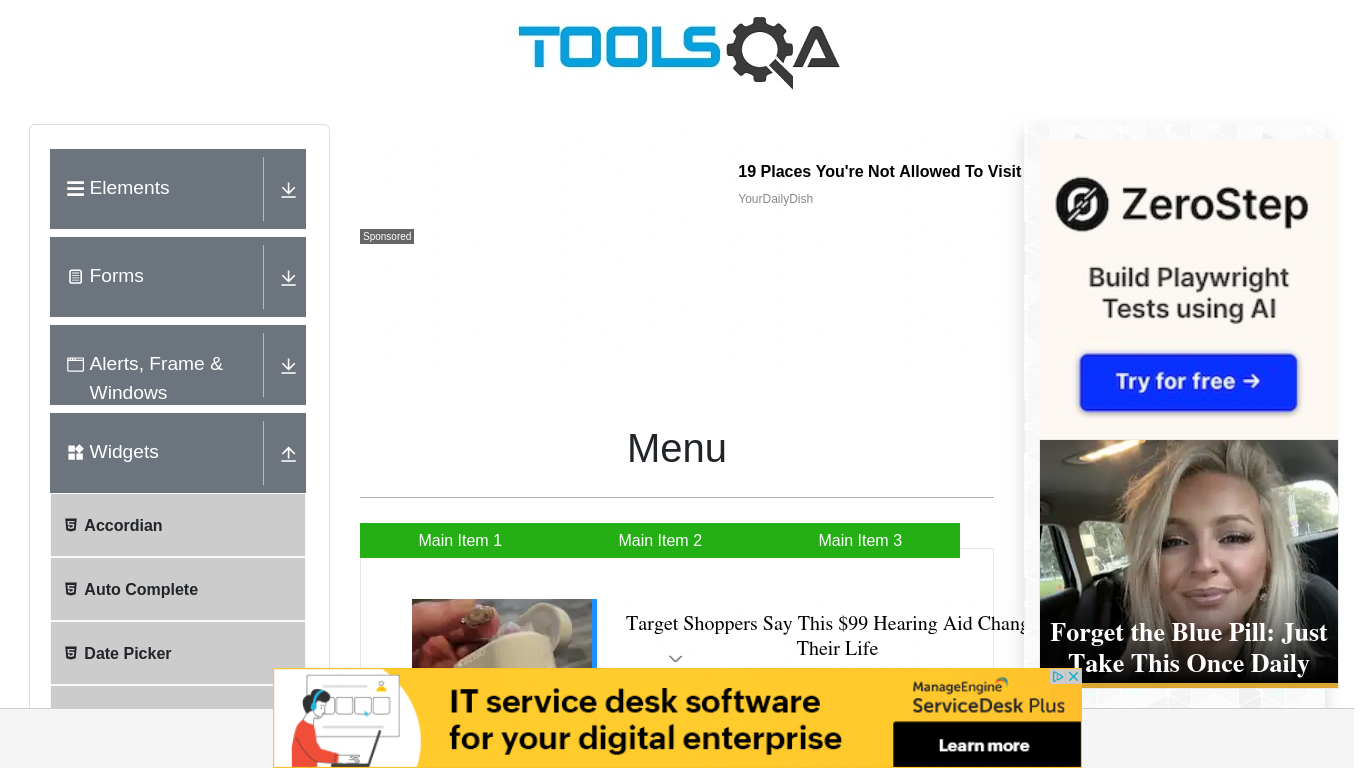 TOOLSQA
Elements
Forms
Alerts, Frame &
Windows
Widgets
Accordian
Auto Complete
Date Picker
19 Places You're Not Allowed To Visit
YourDailyDish
Sponsored
Menu
Main Item 1
Main Item 2
Main Item 3
Target Shoppers Say This $99 Hearing Aid Chang
Their Life
ZeroStep
Build Playwright
Tests using AI
Try for free →
Forget the Blue Pill: Just
Take This Once Daily
IT service desk software
for your digital enterprise
ManageEngine
ServiceDesk Plus
Learn more